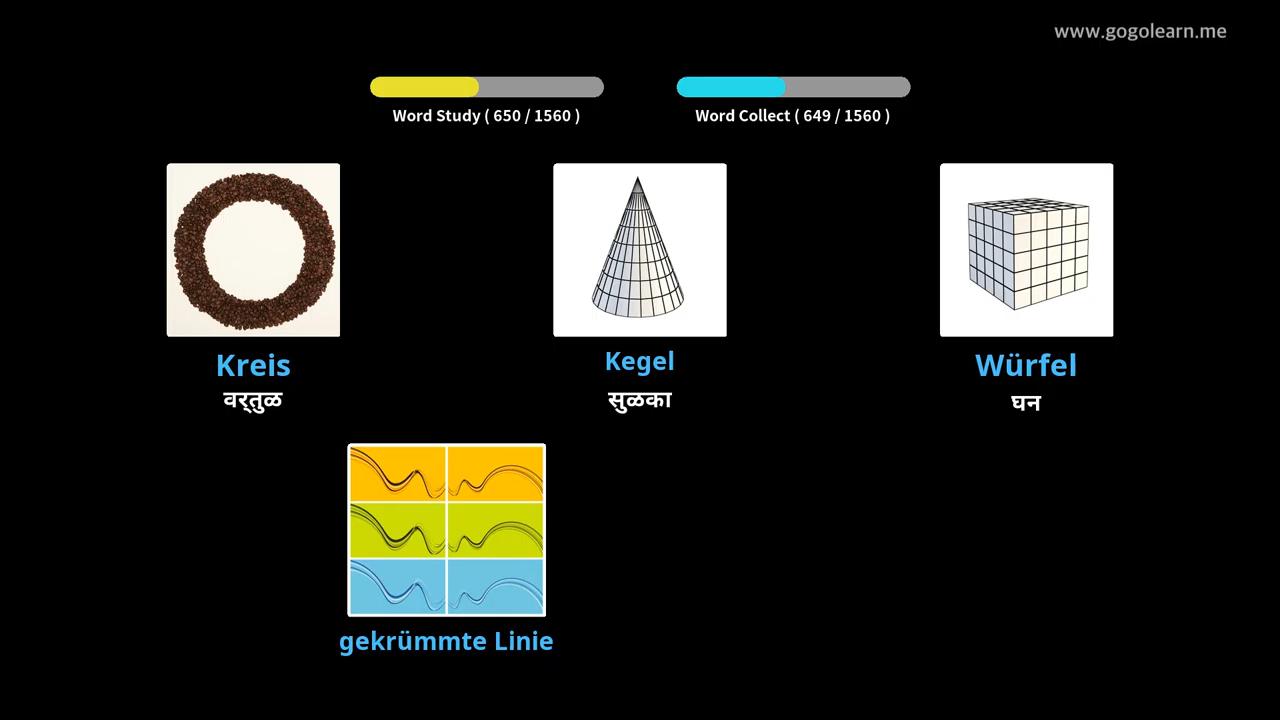 www.gogolearn.me
Word Study ( 650 / 1560 )
Word Collect ( 649 / 1560 )
Kreis
वर्तुळ
Kegel
सुळका
Würfel
घन
gekrümmte Linie